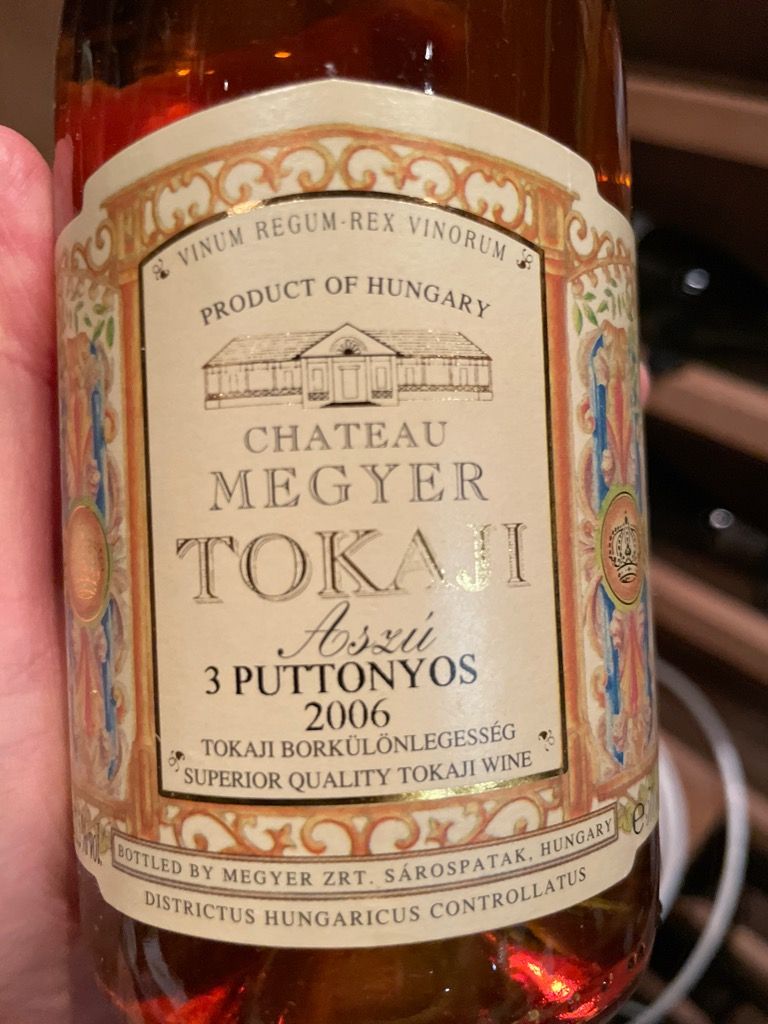 VINUM REGUM-REX VINORUM
PRODUCT OF HUNGARY
CHATEAU
MEGYER
TOKAJI
Aszú
3 PUTTONYOS
2006
TOKAJI BORKÜLÖNLEGESSÉG
SUPERIOR QUALITY TOKAJI WINE
BOTTLED BY MEGYER ZRT. SÁROSPATAK, HUNGARY
DISTRICTUS HUNGARICUS CONTROLLATUS